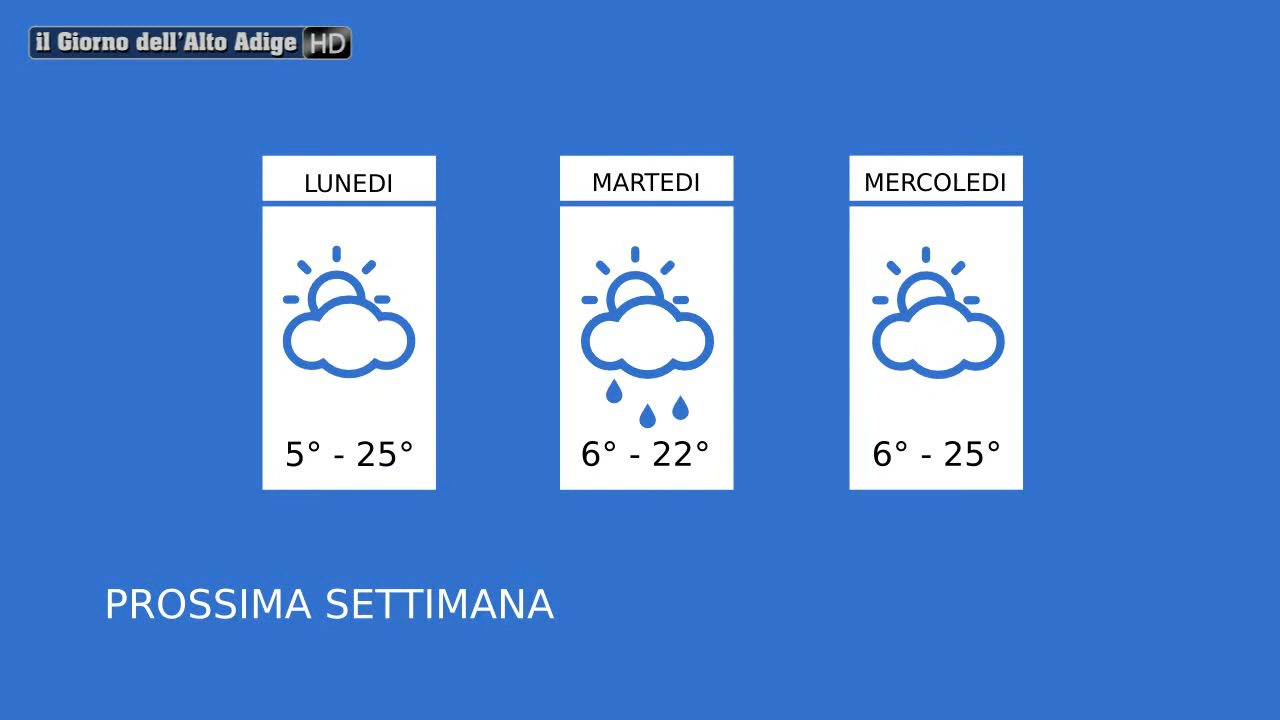 il Giorno dell'Alto Adige HD
LUNEDI
MARTEDI
MERCOLEDI
5° - 25°
6° - 22°
6° - 25°
PROSSIMA SETTIMANA